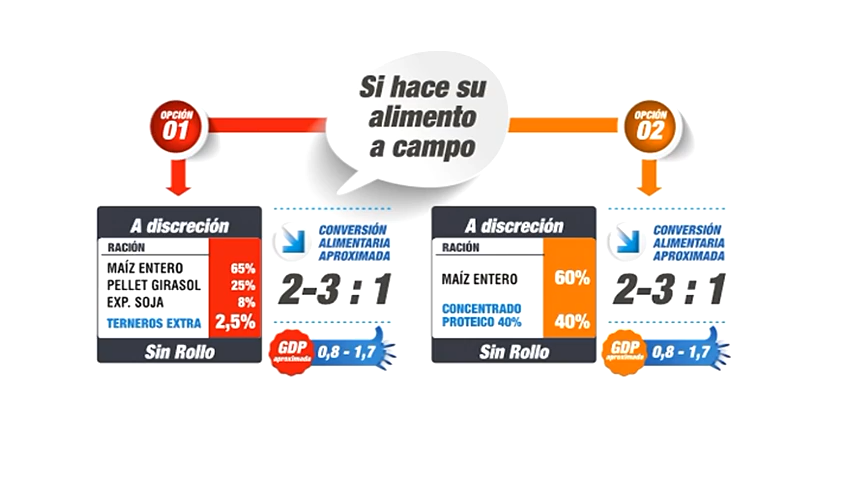 Si hace su
alimento
a campo
OPCIÓN
01
A discreción
RACIÓN
MAÍZ ENTERO 65%
PELLET GIRASOL 25%
EXP. SOJA 8%
TERNEROS EXTRA 2,5%
Sin Rollo
CONVERSIÓN
ALIMENTARIA
APROXIMADA
2-3 : 1
GDP
aproximada
0,8 - 1,7
OPCIÓN
02
A discreción
RACIÓN
MAÍZ ENTERO 60%
CONCENTRADO
PROTEICO 40% 40%
Sin Rollo
CONVERSIÓN
ALIMENTARIA
APROXIMADA
2-3 : 1
GDP
aproximada
0,8 - 1,7